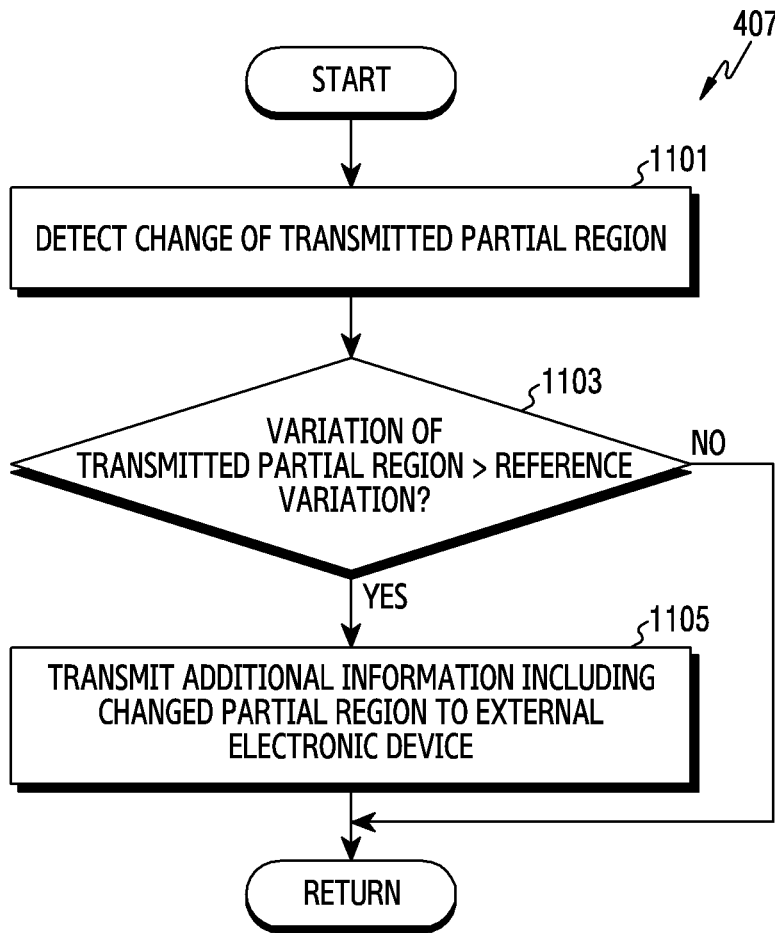 407
START
1101
DETECT CHANGE OF TRANSMITTED PARTIAL REGION
1103
VARIATION OF
TRANSMITTED PARTIAL REGION > REFERENCE
VARIATION?
NO
YES
1105
TRANSMIT ADDITIONAL INFORMATION INCLUDING
CHANGED PARTIAL REGION TO EXTERNAL
ELECTRONIC DEVICE
RETURN